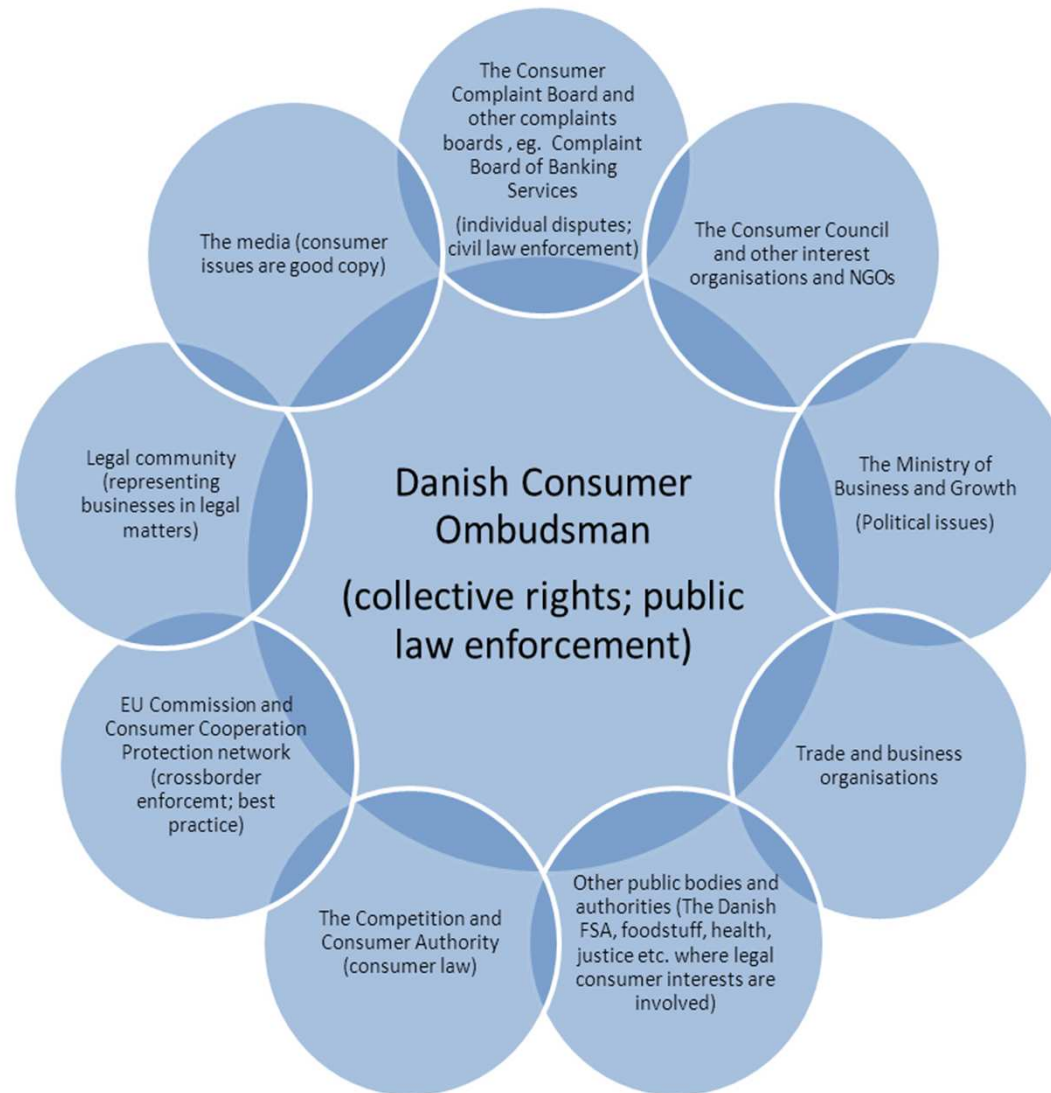 The Consumer
Complaint Board and
other complaints
boards , eg. Complaint
Board of Banking
Services
(individual disputes;
civil law enforcement)
The Consumer Council
and other interest
organisations and NGOs
The Ministry of
Business and Growth
(Political issues)
Trade and business
organisations
Other public bodies and
authorities (The Danish
FSA, foodstuff, health,
justice etc. where legal
consumer interests are
involved)
The Competition and
Consumer Authority
(consumer law)
EU Commission and
Consumer Cooperation
Protection network
(crossborder
enforcemt; best
practice)
Legal community
(representing
businesses in legal
matters)
The media (consumer
issues are good copy)
Danish Consumer
Ombudsman
(collective rights; public
law enforcement)